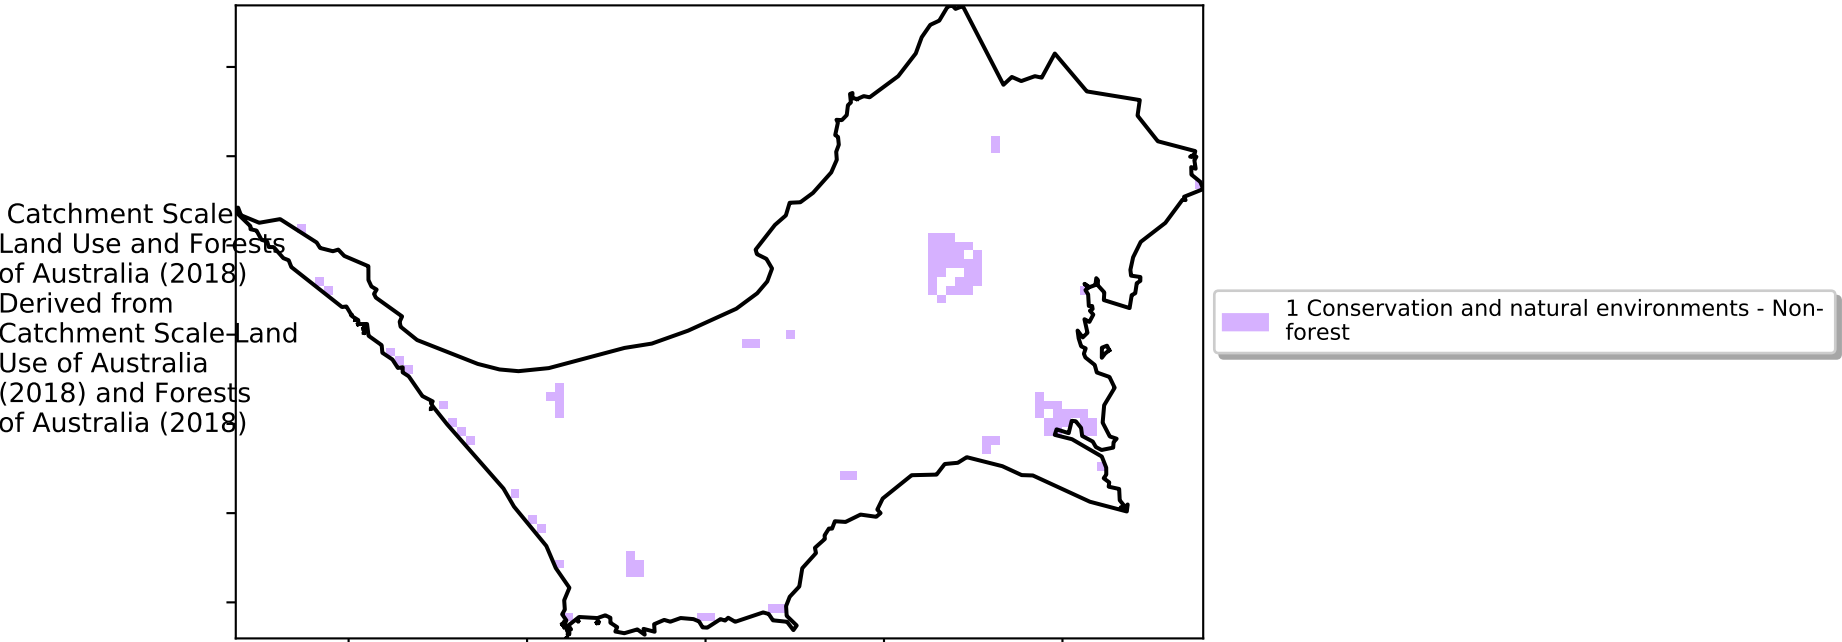 Catchment Scale
Land Use and Forests
of Australia (2018)
Derived from
Catchment Scale Land
Use of Australia
(2018) and Forests
of Australia (2018)
1 Conservation and natural environments - Non-
forest